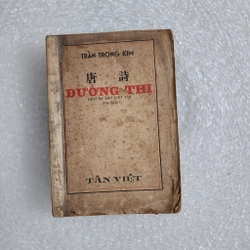 TRẦN TRỌNG KIM
唐詩
ĐƯỜNG THI
TÂN VIỆT